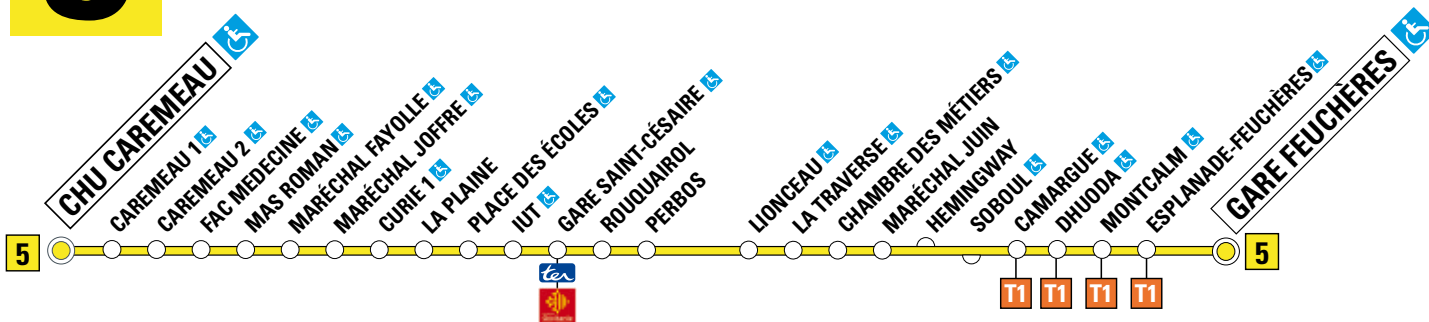 5
CHU CAREMEAU
CAREMEAU 1
CAREMEAU 2
FAC MEDECINE
MAS ROMAN
MARÉCHAL FAYOLLE
MARÉCHAL JOFFRE
CURIE 1
LA PLAINE
PLACE DES ÉCOLES
IUT
GARE SAINT-CÉSAIRE
ROUQUAIROL
PERBOS
LIONCEAU
LA TRAVERSE
CHAMBRE DES MÉTIERS
MARÉCHAL JUIN
HEMINGWAY
SOBOUL
CAMARGUE
DHUODA
MONTCALM
ESPLANADE-FFUCHÈRES
GARE FEUCHÈRES
5
ter
T1
T1
T1
T1